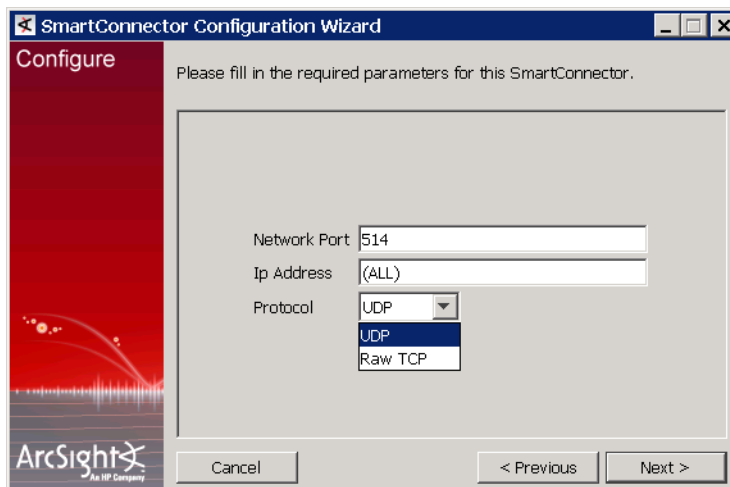 SmartConnector Configuration Wizard
Configure
Please fill in the required parameters for this SmartConnector.
Network Port 514
Ip Address (ALL)
Protocol UDP
UDP
Raw TCP
ArcSight
An HP Company
Cancel
< Previous
Next >